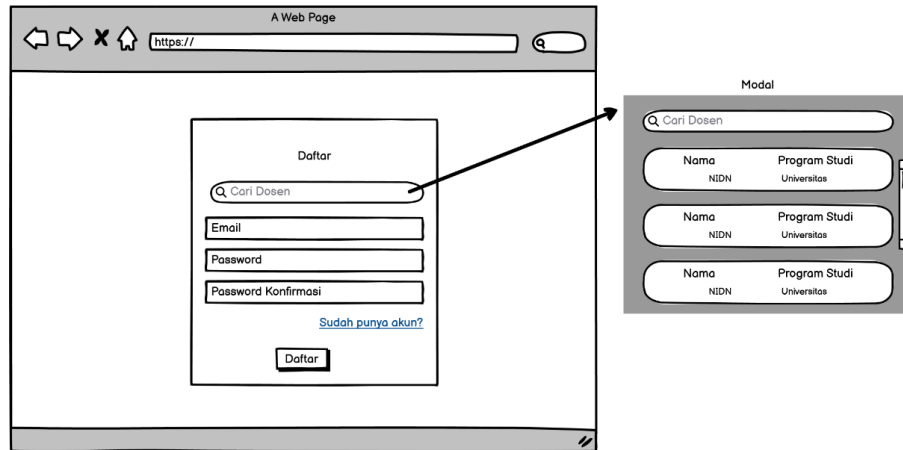 A Web Page
https://
Daftar
Cari Dosen
Email
Password
Password Konfirmasi
Sudah punya akun?
Daftar
Modal
Cari Dosen
Nama Program Studi
NIDN Universitas
Nama Program Studi
NIDN Universitas
Nama Program Studi
NIDN Universitas